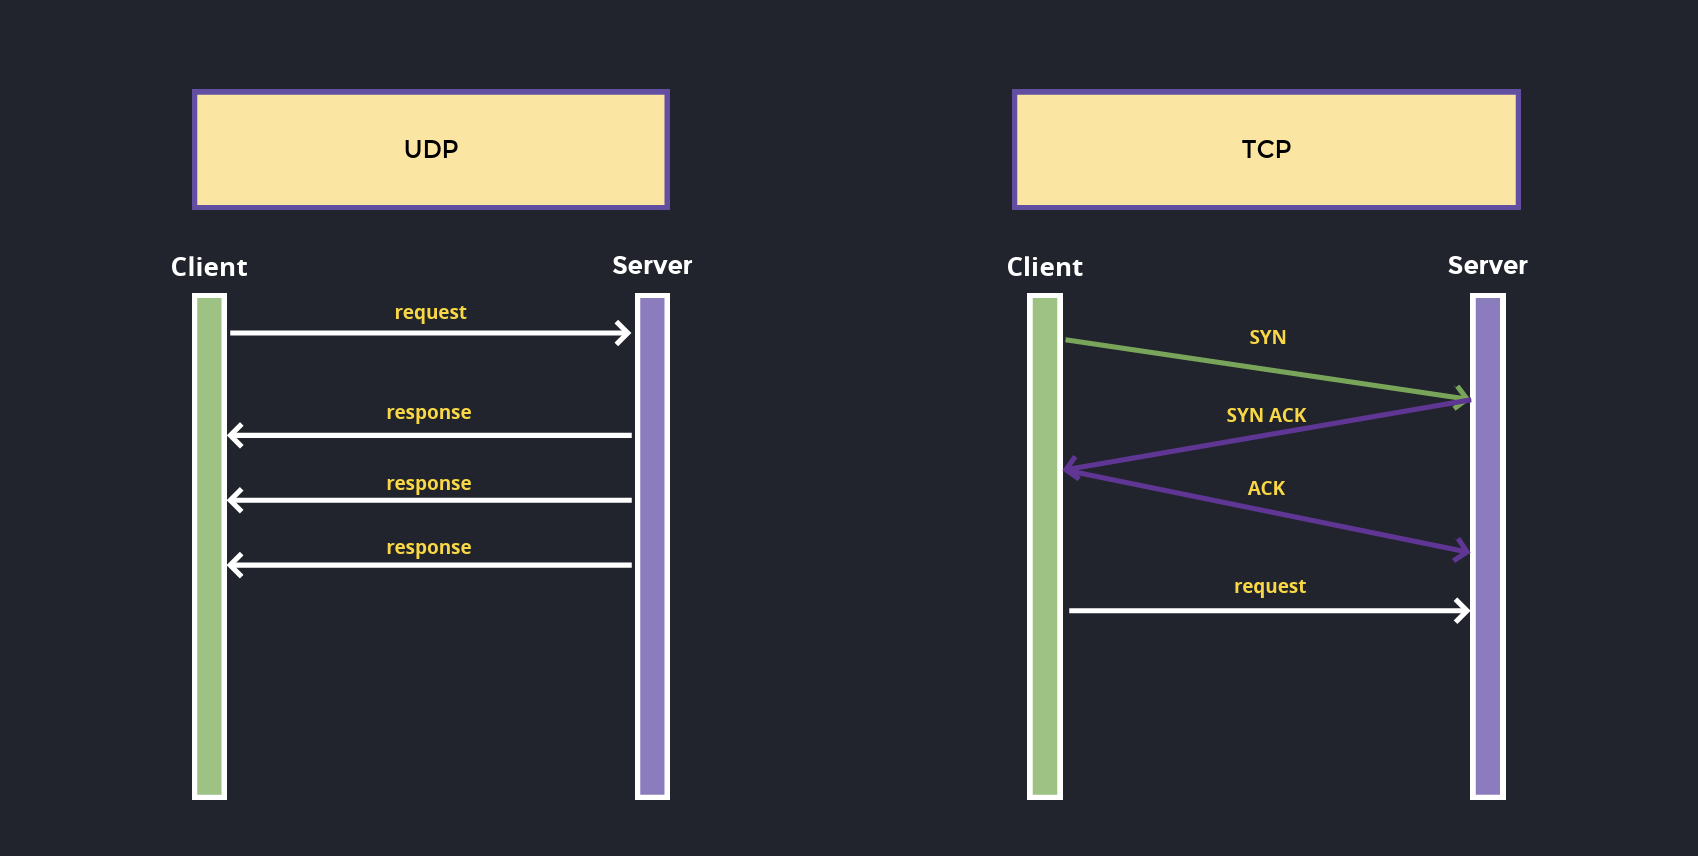 UDP
Client
Server
request
response
response
response
TCP
Client
Server
SYN
SYN ACK
ACK
request